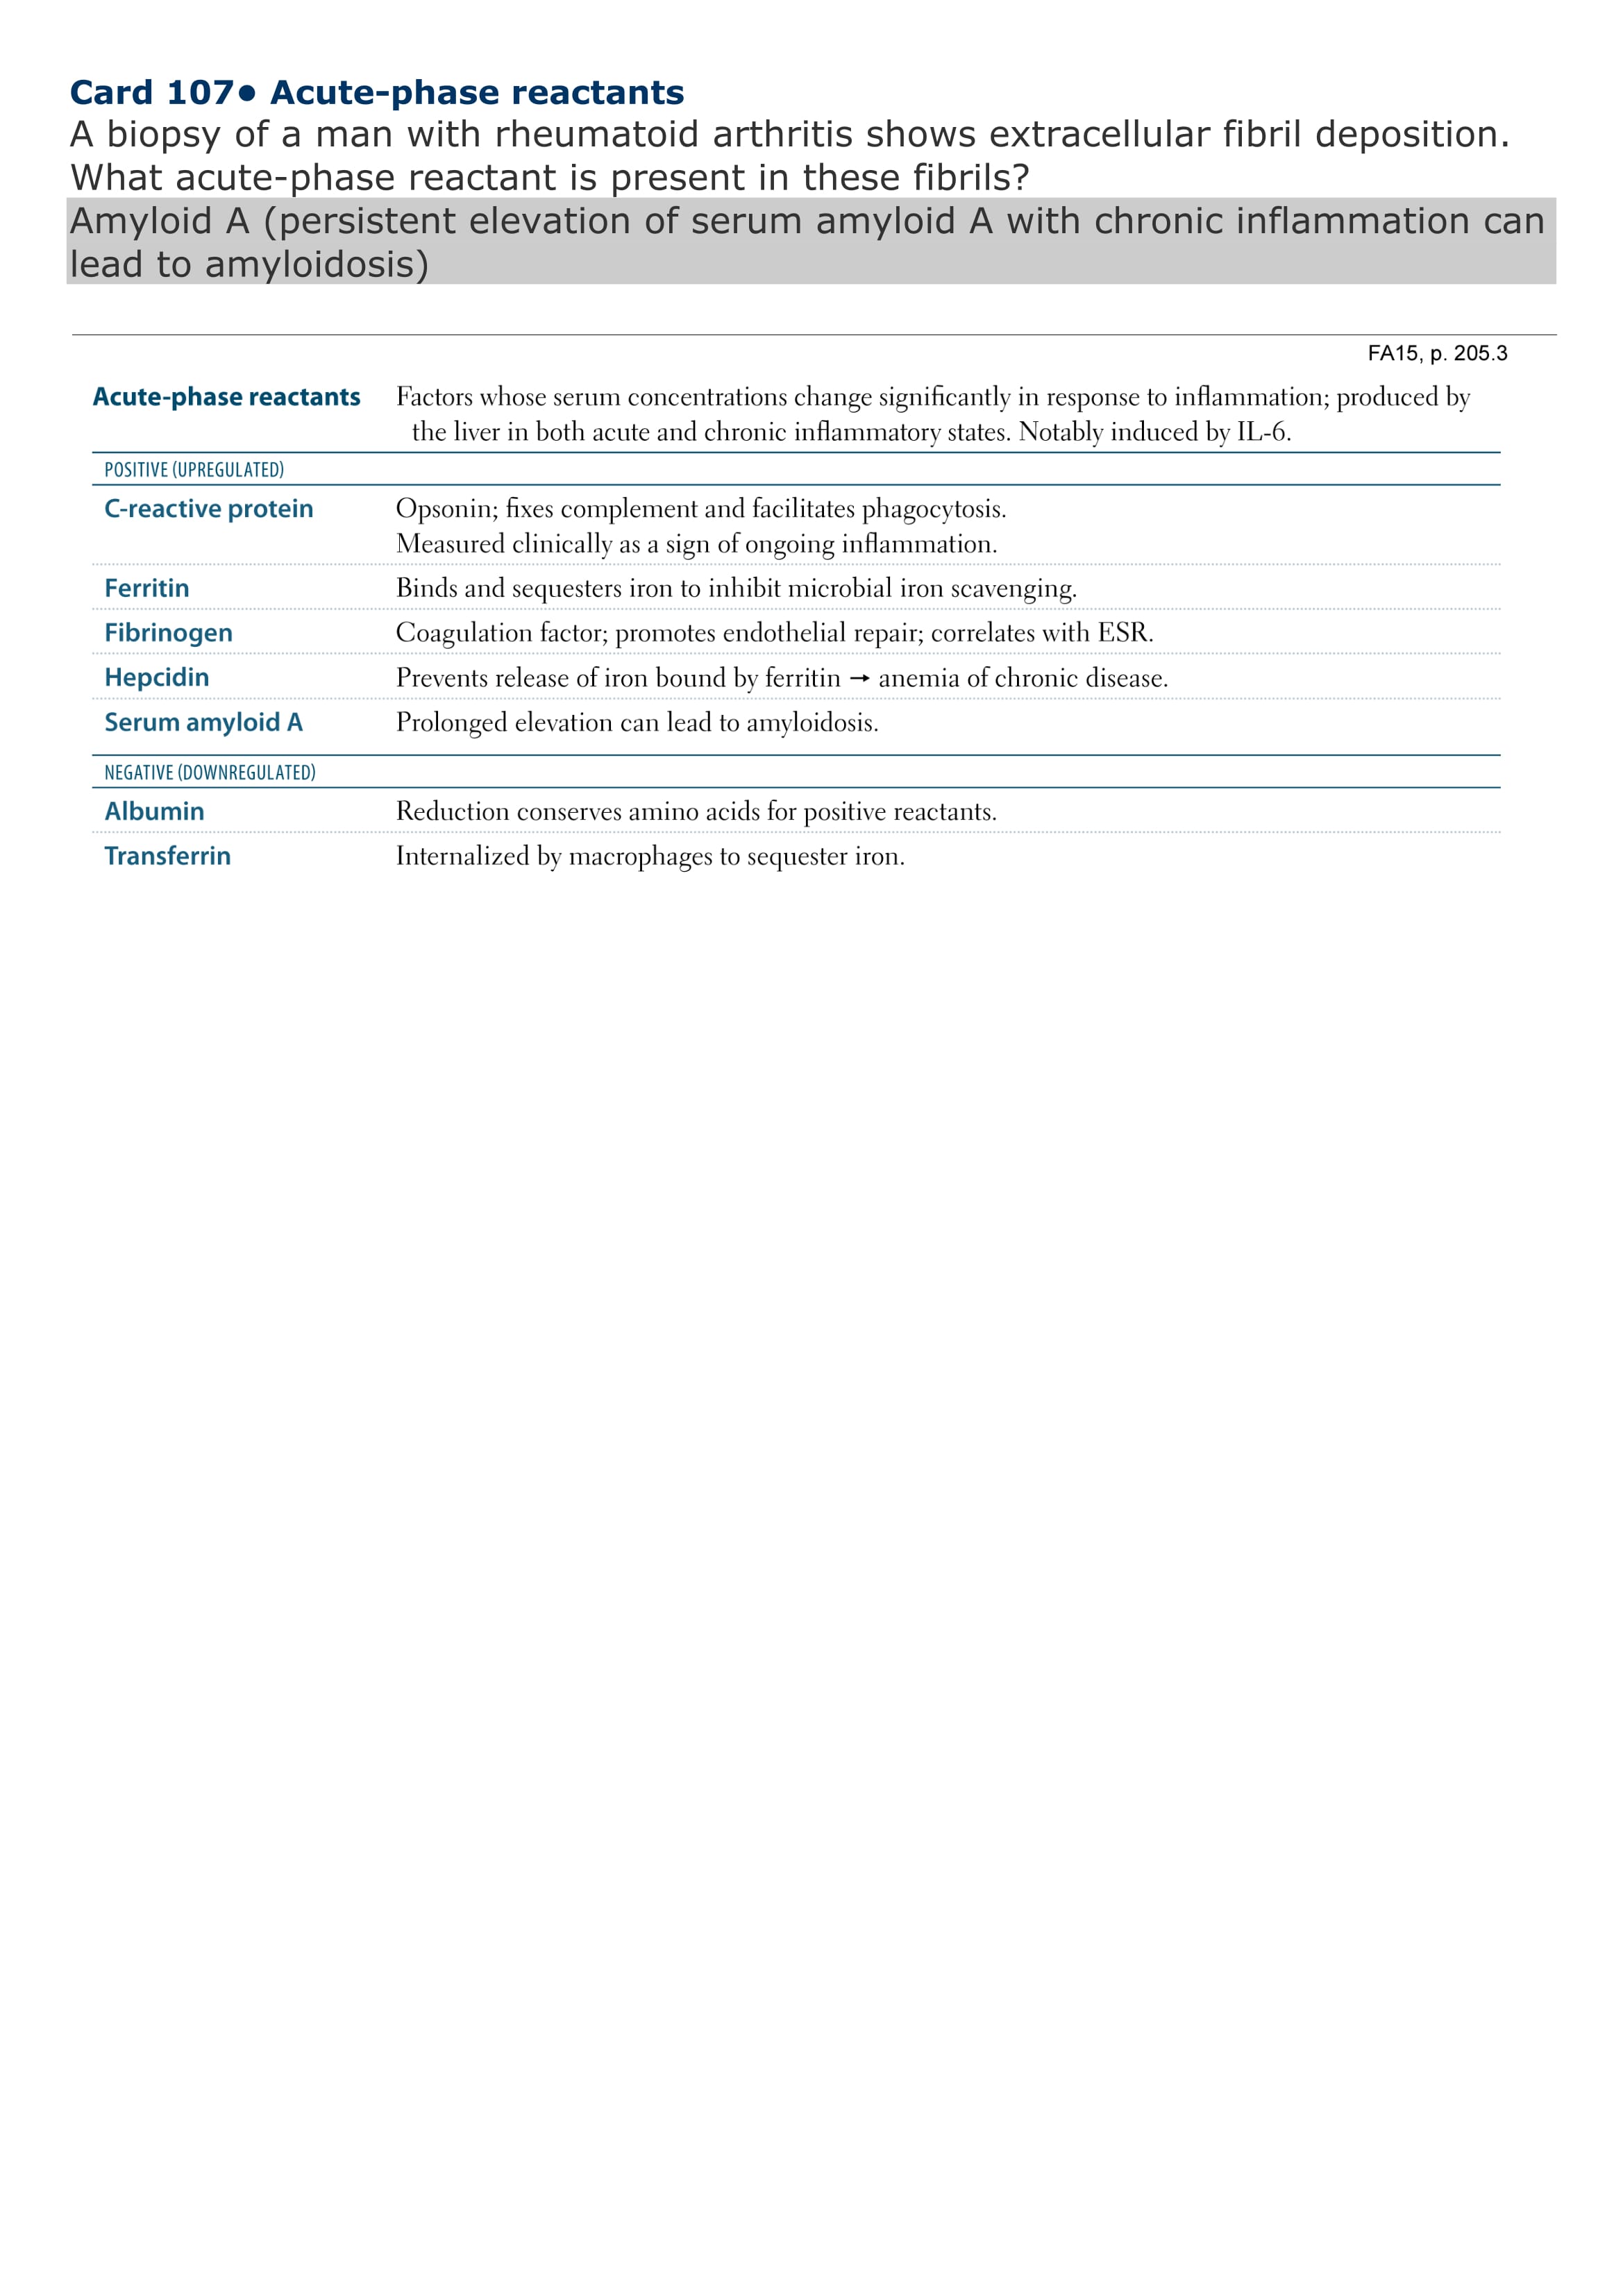 Card 107● Acute-phase reactants
A biopsy of a man with rheumatoid arthritis shows extracellular fibril deposition.
What acute-phase reactant is present in these fibrils?
Amyloid A (persistent elevation of serum amyloid A with chronic inflammation can
lead to amyloidosis)
FA15, p. 205.3
Acute-phase reactants Factors whose serum concentrations change significantly in response to inflammation; produced by
the liver in both acute and chronic inflammatory states. Notably induced by IL-6.
POSITIVE (UPREGULATED)
C-reactive protein Opsonin; fixes complement and facilitates phagocytosis.
Measured clinically as a sign of ongoing inflammation.
Ferritin Binds and sequesters iron to inhibit microbial iron scavenging.
Fibrinogen Coagulation factor; promotes endothelial repair; correlates with ESR.
Hepcidin Prevents release of iron bound by ferritin → anemia of chronic disease.
Serum amyloid A Prolonged elevation can lead to amyloidosis.
NEGATIVE (DOWNREGULATED)
Albumin Reduction conserves amino acids for positive reactants.
Transferrin Internalized by macrophages to sequester iron.